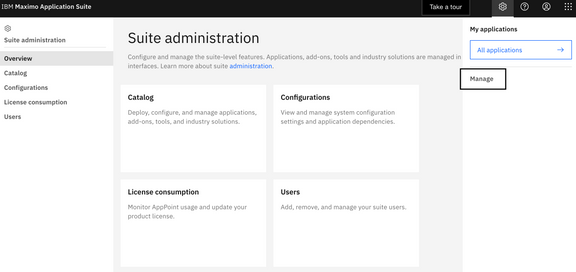 IBM Maximo Application Suite
Take a tour
Suite administration
Overview
Catalog
Configurations
License consumption
Users
Suite administration
Configure and manage the suite-level features. Applications, add-ons, tools and industry solutions are managed in
interfaces. Learn more about suite administration.
Catalog
Deploy, configure, and manage applications,
add-ons, tools, and industry solutions.
Configurations
View and manage system configuration
settings and application dependencies.
License consumption
Monitor AppPoint usage and update your
product license.
Users
Add, remove, and manage your suite users.
My applications
All applications
Manage